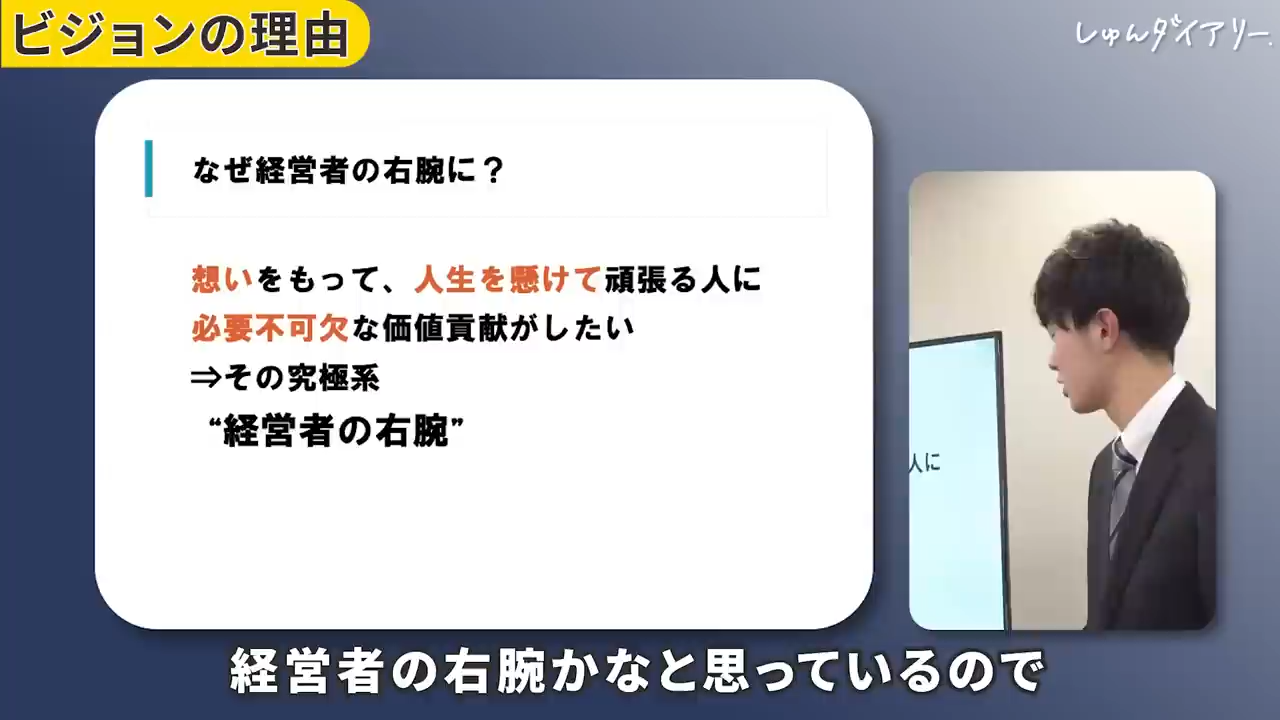 ビジョンの理由
しゅんダイアリー.
なぜ経営者の右腕に？
想いをもって、人生を懸けて頑張る人に
必要不可欠な価値貢献がしたい
⇒その究極系
“経営者の右腕”
人に
経営者の右腕かなと思っているので